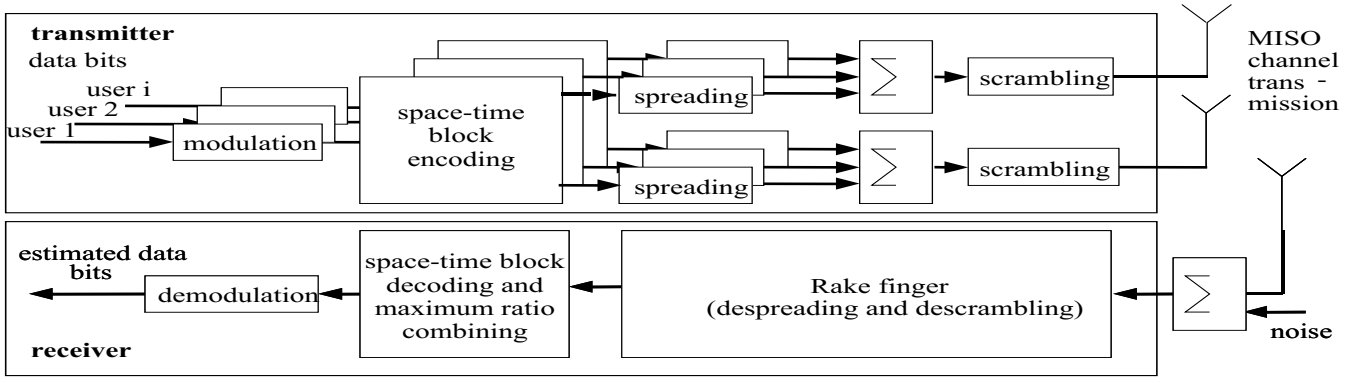 transmitter
data bits
user i
user 2
user 1
modulation
space-time
block
encoding
spreading
spreading
∑
∑
scrambling
scrambling
MISO
channel
trans -
mission
estimated data
bits
demodulation
space-time block
decoding and
maximum ratio
combining
Rake finger
(despreading and descrambling)
∑
noise
receiver